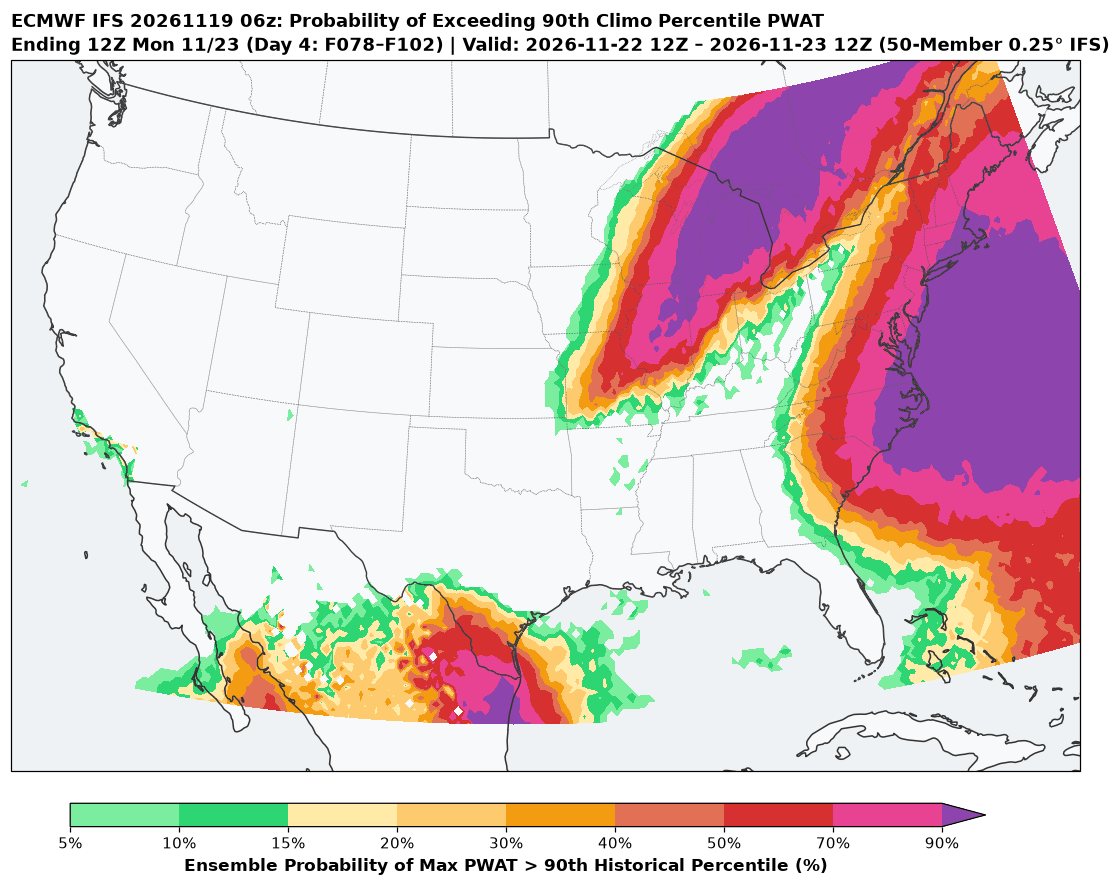 ECMWF IFS 20261119 06z: Probability of Exceeding 90th Climo Percentile PWAT
Ending 12Z Mon 11/23 (Day 4: F078–F102) | Valid: 2026-11-22 12Z – 2026-11-23 12Z (50-Member 0.25° IFS)
5% 10% 15% 20% 30% 40% 50% 70% 90%
Ensemble Probability of Max PWAT > 90th Historical Percentile (%)